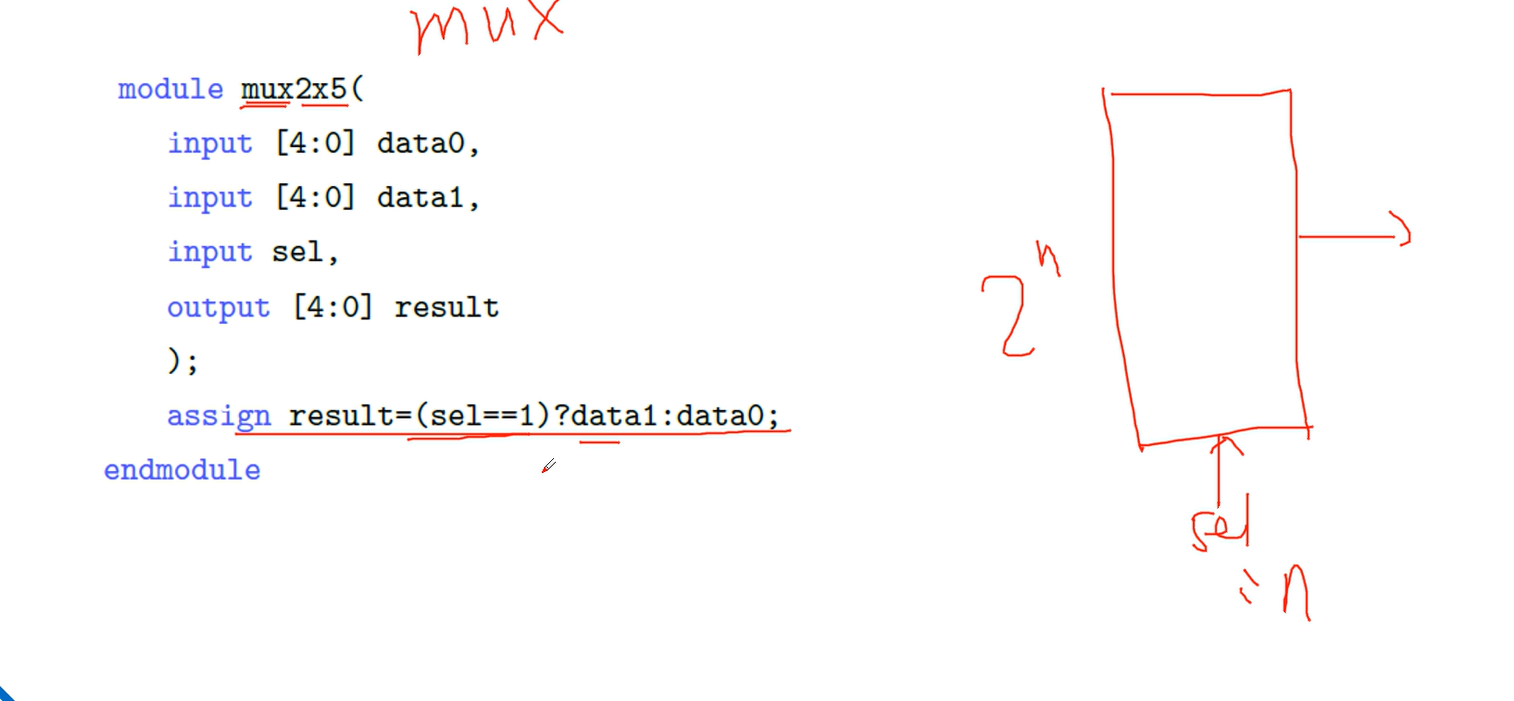 mux
module mux2x5(
input [4:0] data0,
input [4:0] data1,
input sel,
output [4:0] result
);
assign result=(sel==1)?data1:data0;
endmodule
2^n
sel
= n